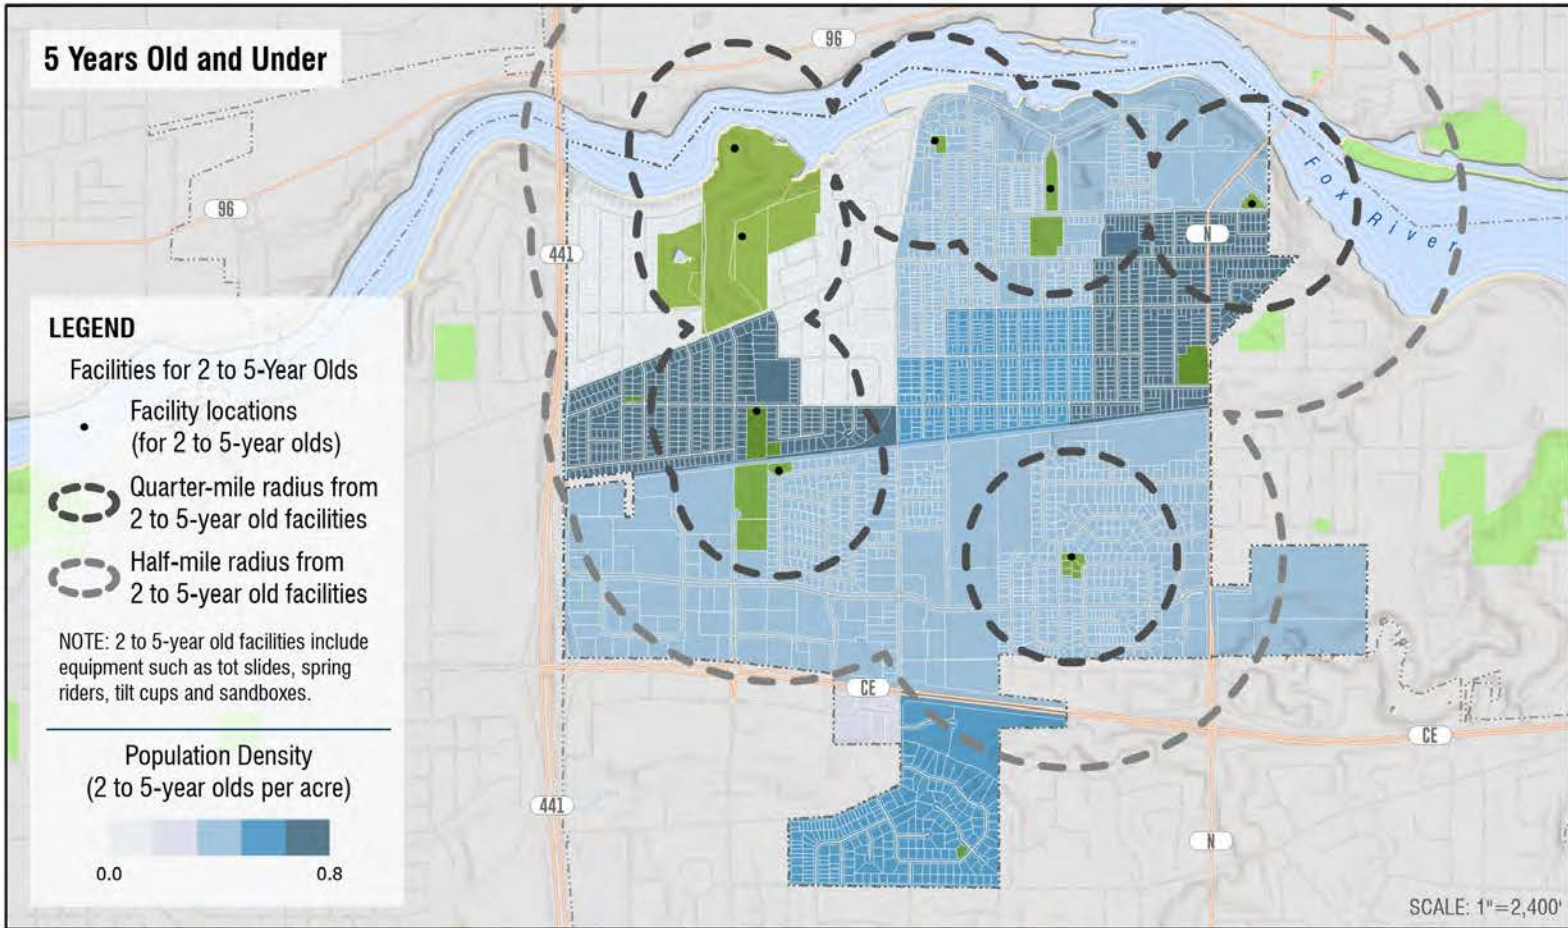 5 Years Old and Under
96
96
441
N
Fox River
LEGEND
Facilities for 2 to 5-Year Olds
Facility locations
(for 2 to 5-year olds)
Quarter-mile radius from
2 to 5-year old facilities
Half-mile radius from
2 to 5-year old facilities
NOTE: 2 to 5-year old facilities include
equipment such as tot slides, spring
riders, tilt cups and sandboxes.
Population Density
(2 to 5-year olds per acre)
0.0
0.8
CE
CE
441
N
SCALE: 1"=2,400'